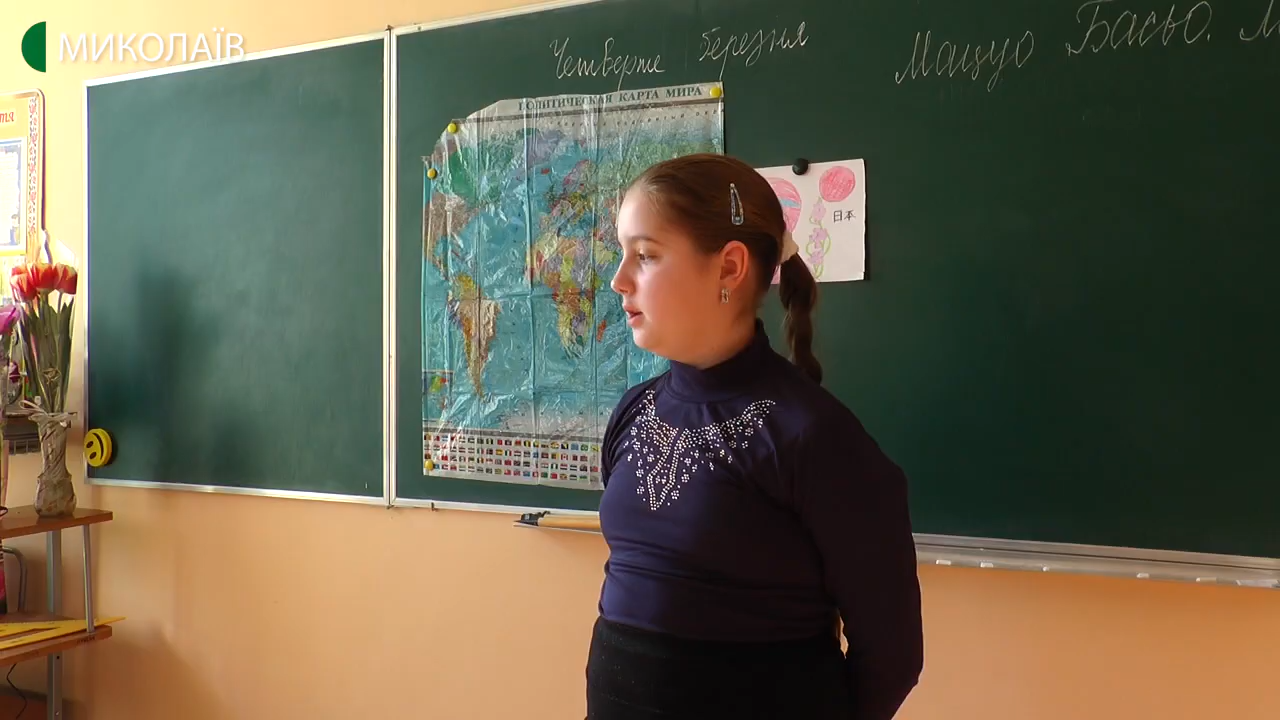 МИКОЛАЇВ
Четверте березня
Мацуо Басьо. М
ПОЛИТИЧЕСКАЯ КАРТА МИРА
日本